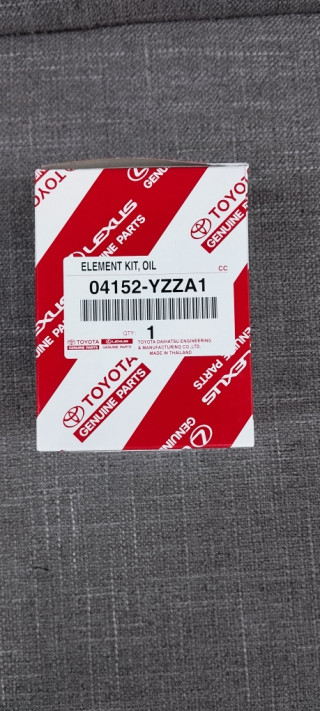 GENU
LEXUS
TOYOTA
GENUINE PARTS
ELEMENT KIT, OIL
CC
04152-YZZA1
QTY: 1
TOYOTA
GENUINE PARTS
LEXUS
GENUINE PARTS
TOYOTA DAIHATSU ENGINEERING
& MANUFACTURING CO.,LTD.
MADE IN THAILAND
TOYOTA
GENUINE PARTS
LEXUS
PARTS
GENUINE